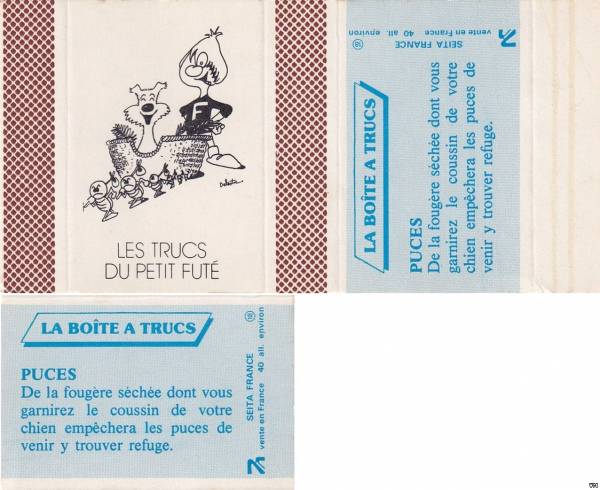 F
Delestre
LES TRUCS
DU PETIT FUTÉ
LA BOÎTE A TRUCS
PUCES
De la fougère séchée dont vous
garnirez le coussin de votre
chien empêchera les puces de
venir y trouver refuge.
SEITA FRANCE
vente en France 40 all. environ
18
LA BOÎTE A TRUCS
PUCES
De la fougère séchée dont vous
garnirez le coussin de votre
chien empêchera les puces de
venir y trouver refuge.
SEITA FRANCE
vente en France 40 all. environ
18